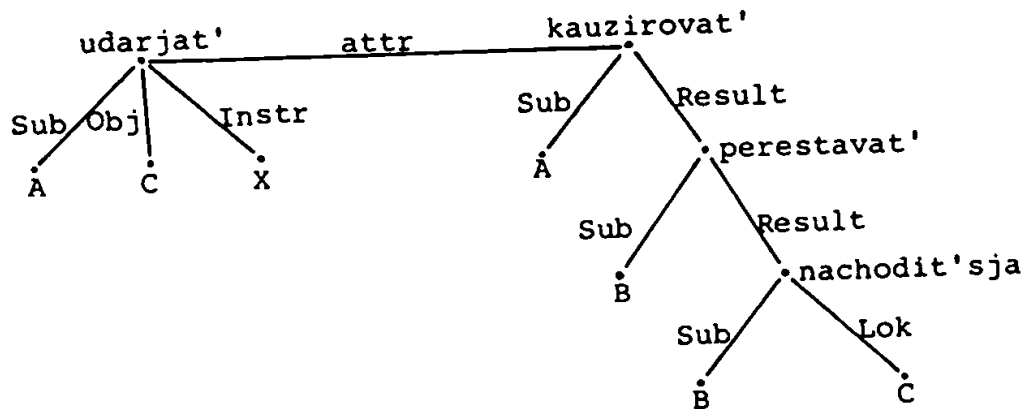 udarjat' attr kauzirovat'
Sub Obj Instr Sub Result
A C X A perestavat'
Sub Result
B nachodit'sja
Sub Lok
B C